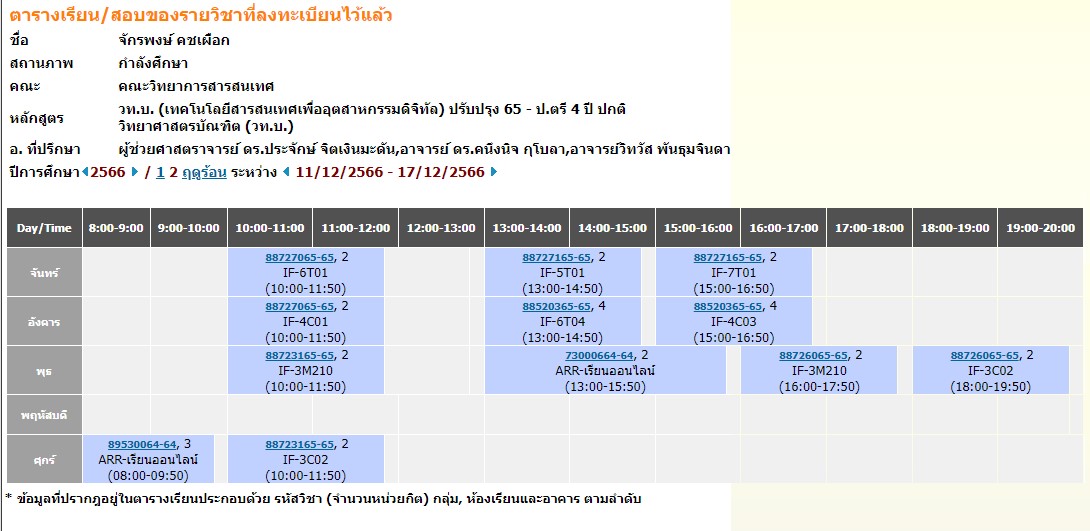 ตารางเรียน/สอบของรายวิชาที่ลงทะเบียนไว้แล้ว
ชื่อ จักรพงษ์ คชเผือก
สถานภาพ กำลังศึกษา
คณะ คณะวิทยาการสารสนเทศ
หลักสูตร วท.บ. (เทคโนโลยีสารสนเทศเพื่ออุตสาหกรรมดิจิทัล) ปรับปรุง 65 - ป.ตรี 4 ปี ปกติ
วิทยาศาสตรบัณฑิต (วท.บ.)
อ. ที่ปรึกษา ผู้ช่วยศาสตราจารย์ ดร.ประจักษ์ จิตเงินมะดัน,อาจารย์ ดร.คนึงนิจ กุโบลา,อาจารย์วิทวัส พันธุมจินดา
ปีการศึกษา 2566 / 1 2 ฤดูร้อน ระหว่าง 11/12/2566 - 17/12/2566
Day/Time 8:00-9:00 9:00-10:00 10:00-11:00 11:00-12:00 12:00-13:00 13:00-14:00 14:00-15:00 15:00-16:00 16:00-17:00 17:00-18:00 18:00-19:00 19:00-20:00
88727065-65, 2 88727165-65, 2 88727165-65, 2
จันทร์ IF-6T01 IF-5T01 IF-7T01
(10:00-11:50) (13:00-14:50) (15:00-16:50)
88727065-65, 2 88520365-65, 4 88520365-65, 4
อังคาร IF-4C01 IF-6T04 IF-4C03
(10:00-11:50) (13:00-14:50) (15:00-16:50)
88723165-65, 2 73000664-64, 2 88726065-65, 2 88726065-65, 2
พุธ IF-3M210 ARR-เรียนออนไลน์ IF-3M210 IF-3C02
(10:00-11:50) (13:00-15:50) (16:00-17:50) (18:00-19:50)
พฤหัสบดี
89530064-64, 3 88723165-65, 2
ศุกร์ ARR-เรียนออนไลน์ IF-3C02
(08:00-09:50) (10:00-11:50)
* ข้อมูลที่ปรากฎอยู่ในตารางเรียนประกอบด้วย รหัสวิชา (จำนวนหน่วยกิต) กลุ่ม, ห้องเรียนและอาคาร ตามลำดับ